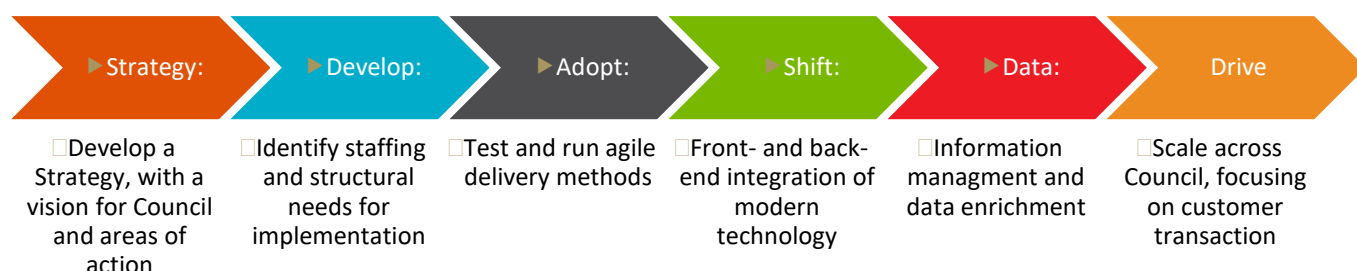 Strategy:
Develop:
Adopt:
Shift:
Data:
Drive
Develop a
Strategy, with a
vision for Council
and areas of
action
Identify staffing
and structural
needs for
implementation
Test and run agile
delivery methods
Front- and back-
end integration of
modern
technology
Information
managment and
data enrichment
Scale across
Council, focusing
on customer
transaction